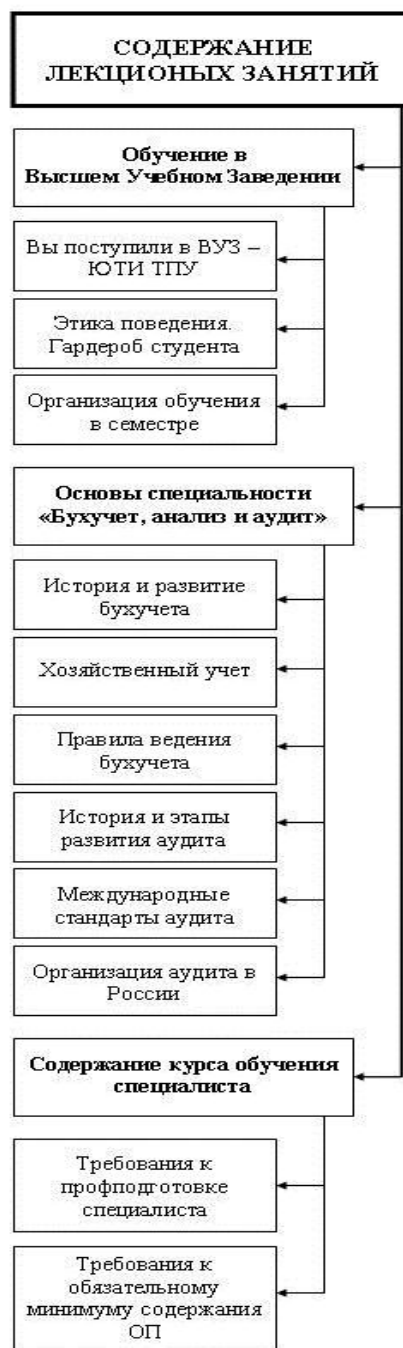 СОДЕРЖАНИЕ
ЛЕКЦИОНЫХ ЗАНЯТИЙ
Обучение в
Высшем Учебном Заведении
Вы поступили в ВУЗ –
ЮТИ ТПУ
Этика поведения.
Гардероб студента
Организация обучения
в семестре
Основы специальности
«Бухучет, анализ и аудит»
История и развитие
бухучета
Хозяйственный учет
Правила ведения
бухучета
История и этапы
развития аудита
Международные
стандарты аудита
Организация аудита в
России
Содержание курса обучения
специалиста
Требования к
профподготовке
специалиста
Требования к
обязательному
минимуму содержания
ОП